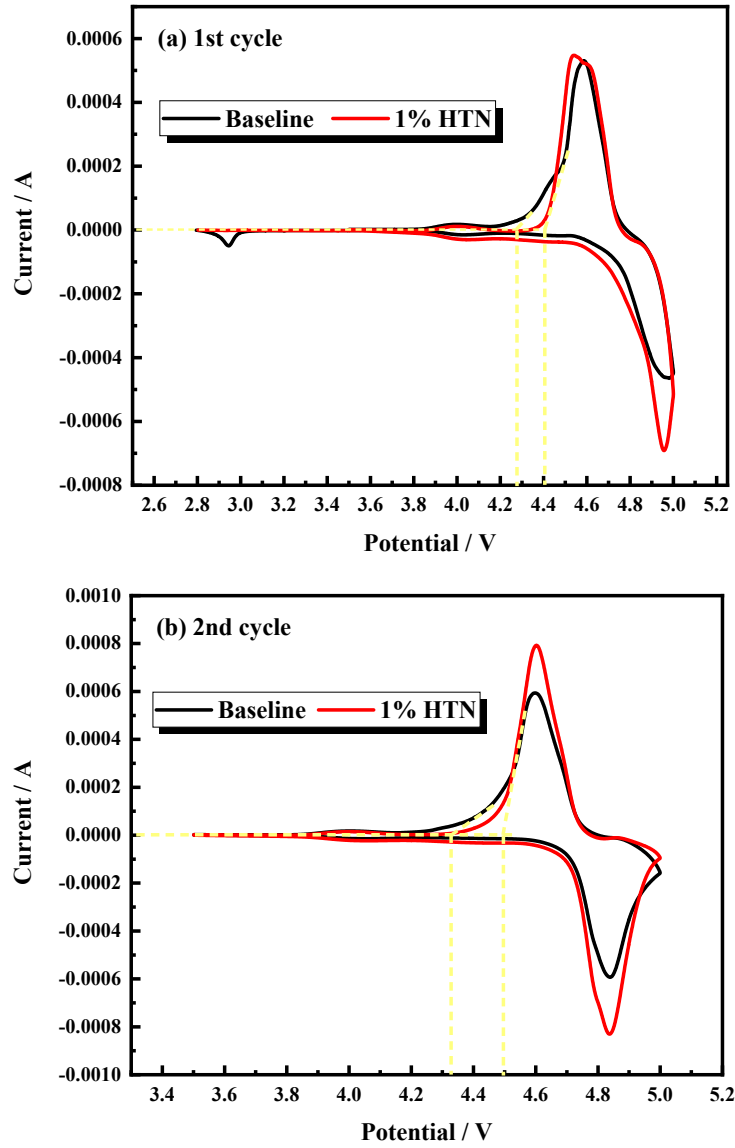 (a) 1st cycle
Baseline 1% HTN
0.0006
0.0004
0.0002
0.0000
-0.0002
-0.0004
-0.0006
-0.0008
Current / A
2.6 2.8 3.0 3.2 3.4 3.6 3.8 4.0 4.2 4.4 4.6 4.8 5.0 5.2
Potential / V
(b) 2nd cycle
Baseline 1% HTN
0.0010
0.0008
0.0006
0.0004
0.0002
0.0000
-0.0002
-0.0004
-0.0006
-0.0008
-0.0010
Current / A
3.4 3.6 3.8 4.0 4.2 4.4 4.6 4.8 5.0 5.2
Potential / V